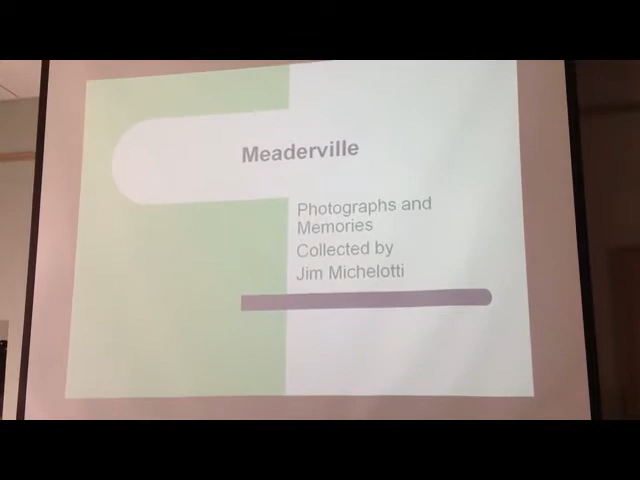 Meaderville
Photographs and
Memories
Collected by
Jim Michelotti